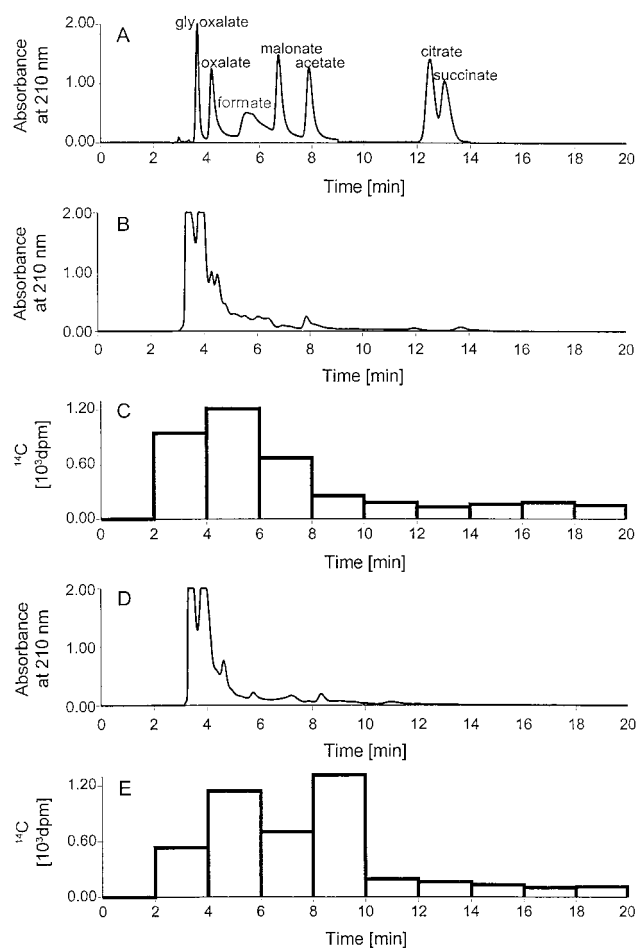 A
Absorbance
at 210 nm
2.00
1.00
0.00
gly oxalate
oxalate
formate
malonate
acetate
citrate
succinate
0 2 4 6 8 10 12 14 16 18 20
Time [min]
B
Absorbance
at 210 nm
2.00
1.00
0.00
0 2 4 6 8 10 12 14 16 18 20
Time [min]
C
¹⁴C
[10³dpm]
1.20
0.60
0.00
0 2 4 6 8 10 12 14 16 18 20
Time [min]
D
Absorbance
at 210 nm
2.00
1.00
0.00
0 2 4 6 8 10 12 14 16 18 20
Time [min]
E
¹⁴C
[10³dpm]
1.20
0.60
0.00
0 2 4 6 8 10 12 14 16 18 20
Time [min]